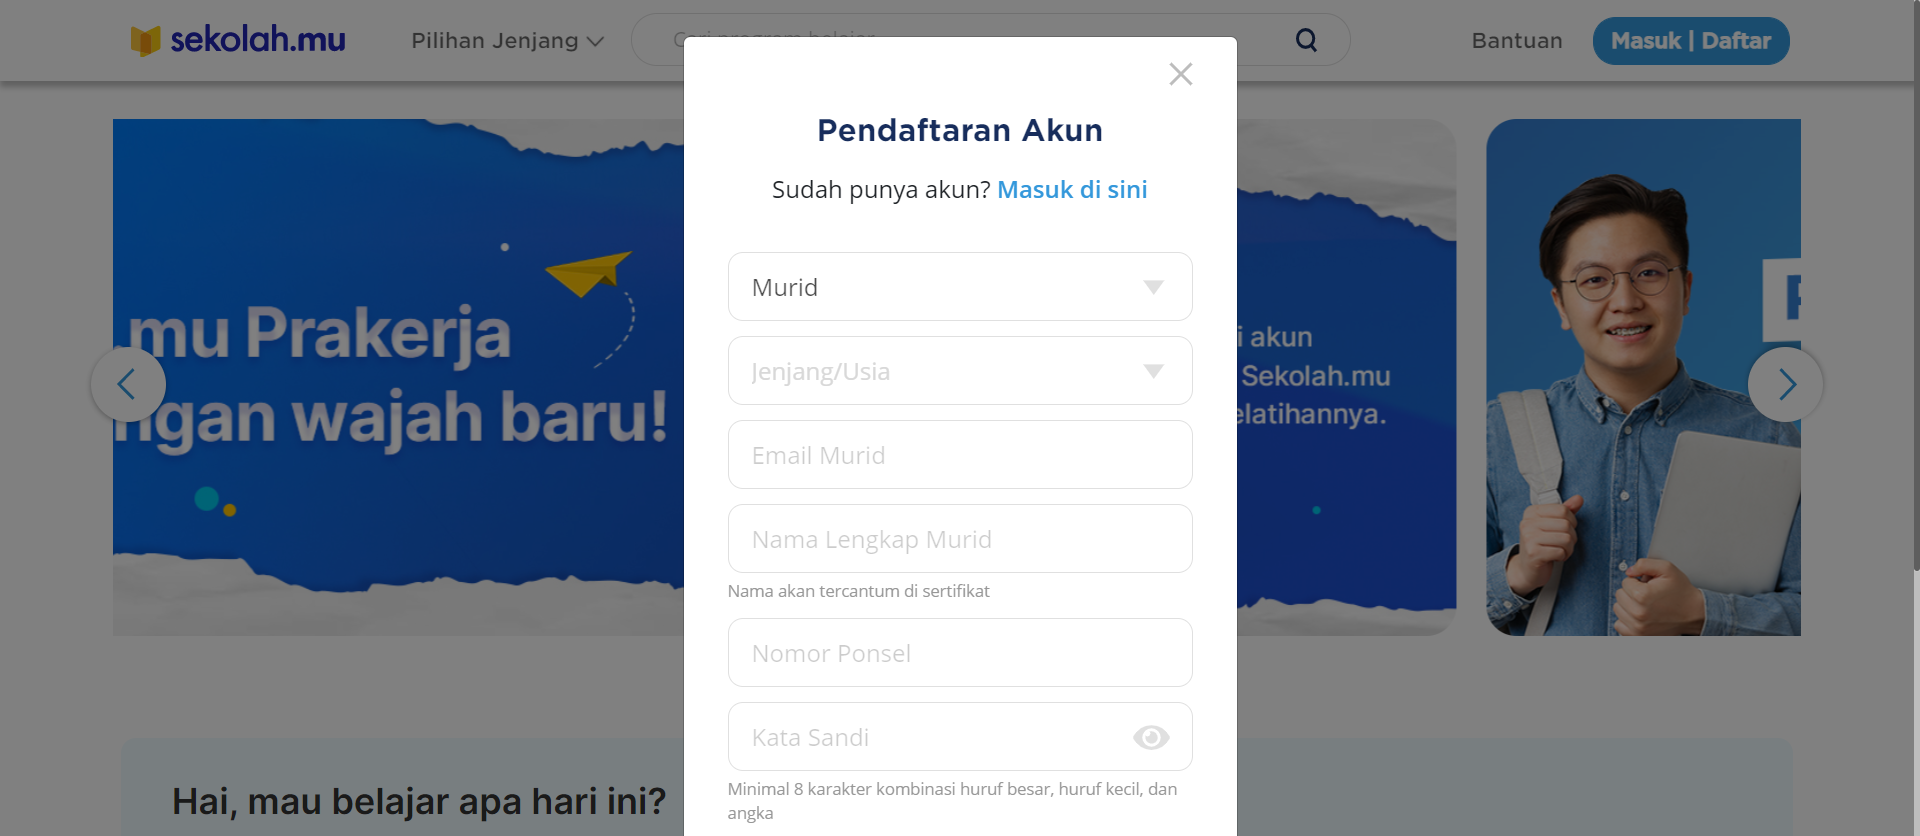 sekolah.mu
Pilihan Jenjang
Cari program belajar
Bantuan
Masuk | Daftar
Pendaftaran Akun
Sudah punya akun? Masuk di sini
Murid
Jenjang/Usia
Email Murid
Nama Lengkap Murid
Nama akan tercantum di sertifikat
Nomor Ponsel
Kata Sandi
Minimal 8 karakter kombinasi huruf besar, huruf kecil, dan
angka
mu Prakerja
ngan wajah baru!
i akun
Sekolah.mu
elatihannya.
Hai, mau belajar apa hari ini?